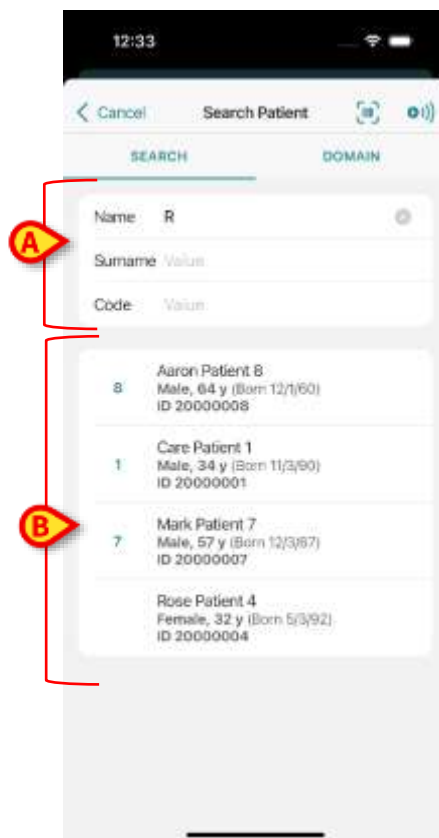 12:33
Cancel Search Patient
SEARCH DOMAIN
Name R
Surname Value
Code Value
A
Aaron Patient 8
8 Male, 64 y (Born 12/1/60)
ID 20000008
Care Patient 1
1 Male, 34 y (Born 11/3/90)
ID 20000001
B
Mark Patient 7
7 Male, 57 y (Born 12/3/67)
ID 20000007
Rose Patient 4
Female, 32 y (Born 5/3/92)
ID 20000004